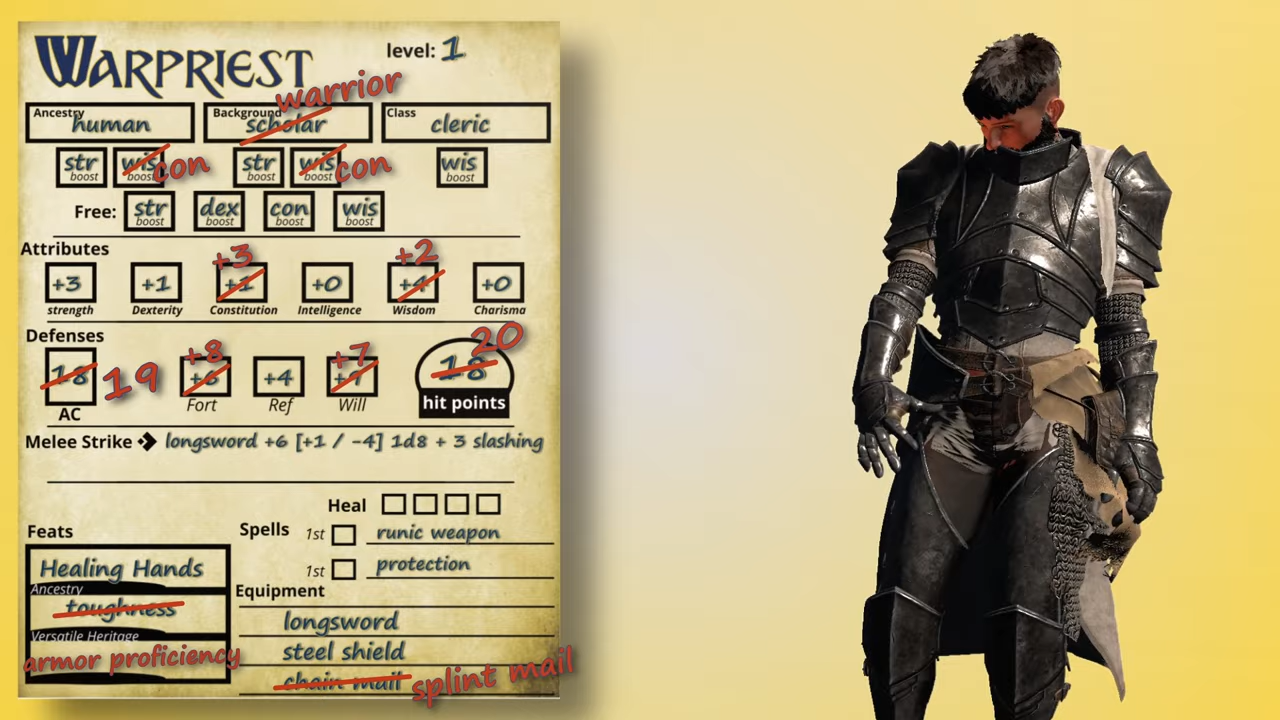 WARPRIEST level: 1
warrior
Ancestry human Background scholar Class cleric
str boost wis boost con str boost wis boost con wis boost
Free: str boost dex boost con boost wis boost
Attributes
+3 +2
+3 +1 +1 +0 +4 +0
strength Dexterity Constitution Intelligence Wisdom Charisma
Defenses
+8 +7 20
18 19 +4 18
AC Fort Ref Will hit points
Melee Strike longsword +6 [+1 / -4] 1d8 + 3 slashing
Heal
Feats Spells 1st runic weapon
Healing Hands 1st protection
Ancestry Equipment
toughness longsword
Versatile Heritage steel shield
armor proficiency chain mail splint mail